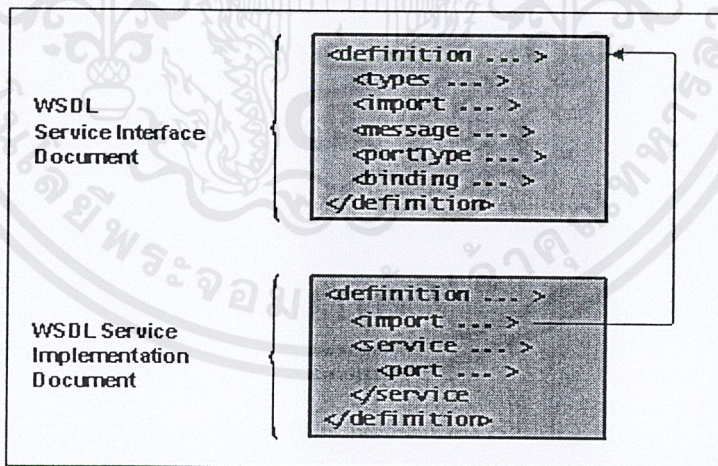 WSDL
Service Interface
Document
<definition ... >
<types ... >
<import ... >
<message ... >
<portType ... >
<binding ... >
</definition>
WSDL Service
Implementation
Document
<definition ... >
<import ... >
<service ... >
<port ... >
</service
</definition>